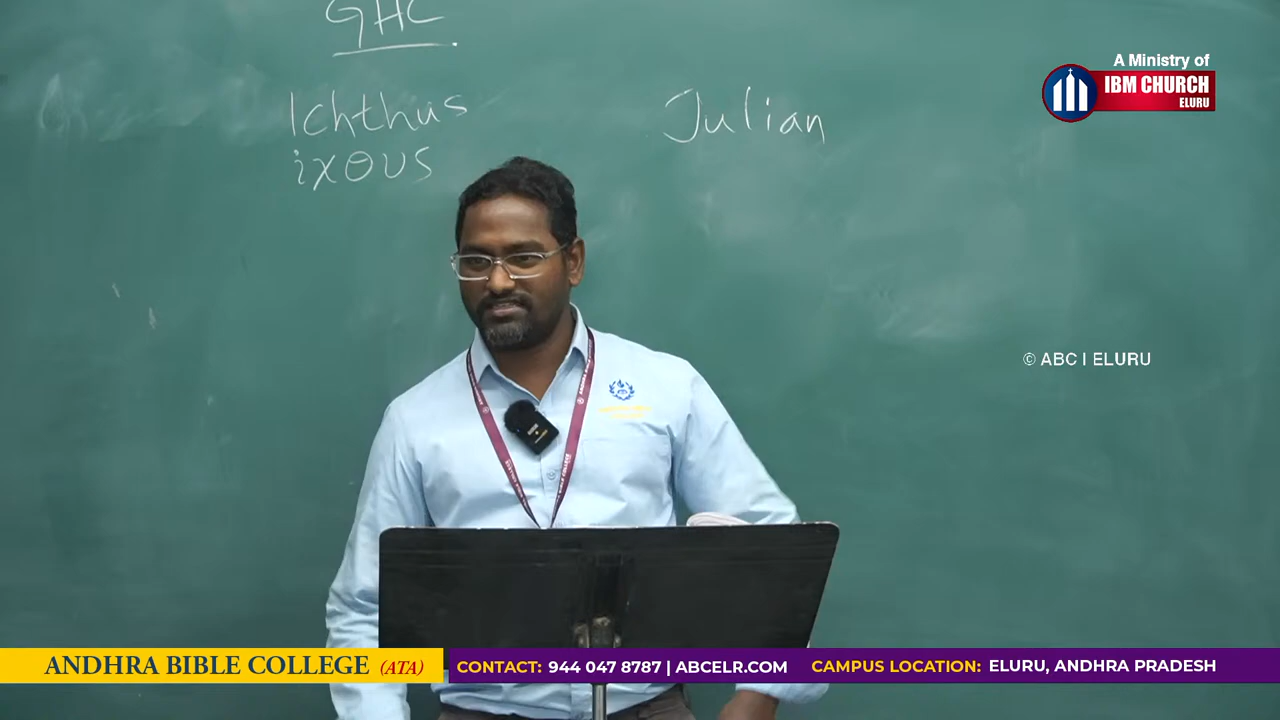 GHC
Ichthus
ιχθυς
Julian
A Ministry of
IBM CHURCH
ELURU
© ABC I ELURU
ANDHRA BIBLE COLLEGE (ATA)
CONTACT: 944 047 8787 | ABCELR.COM
CAMPUS LOCATION: ELURU, ANDHRA PRADESH